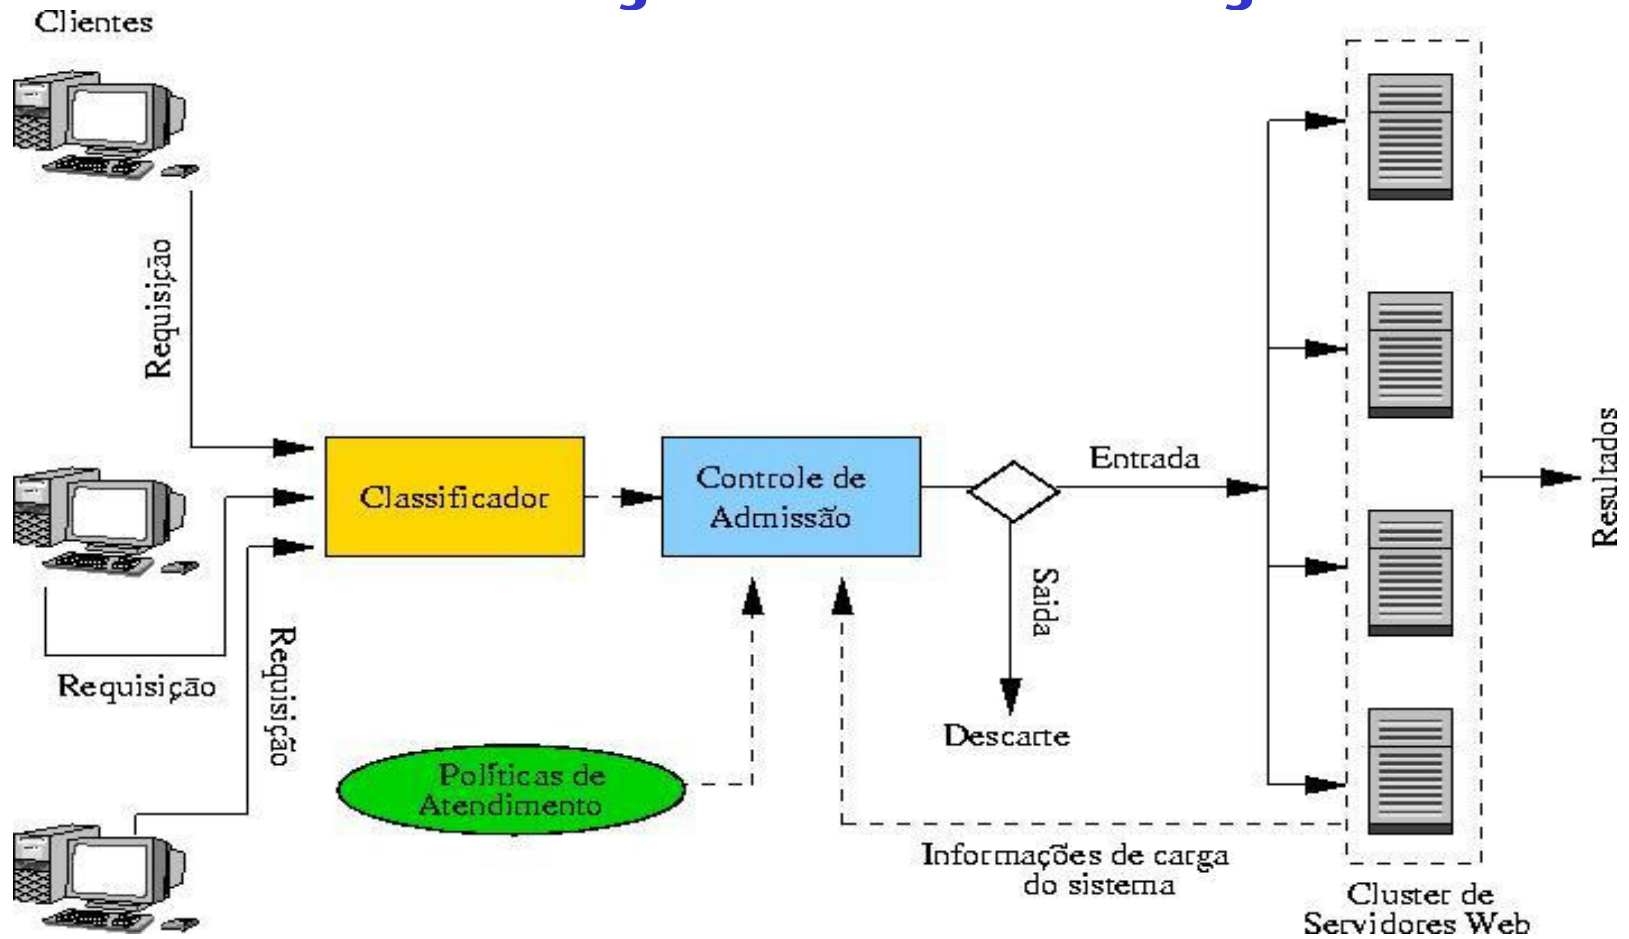 Clientes
Requisição
Requisição
Requisição
Classificador
Controle de
Admissão
Entrada
Saida
Descarte
Políticas de
Atendimento
Informações de carga
do sistema
Cluster de
Servidores Web
Resultados